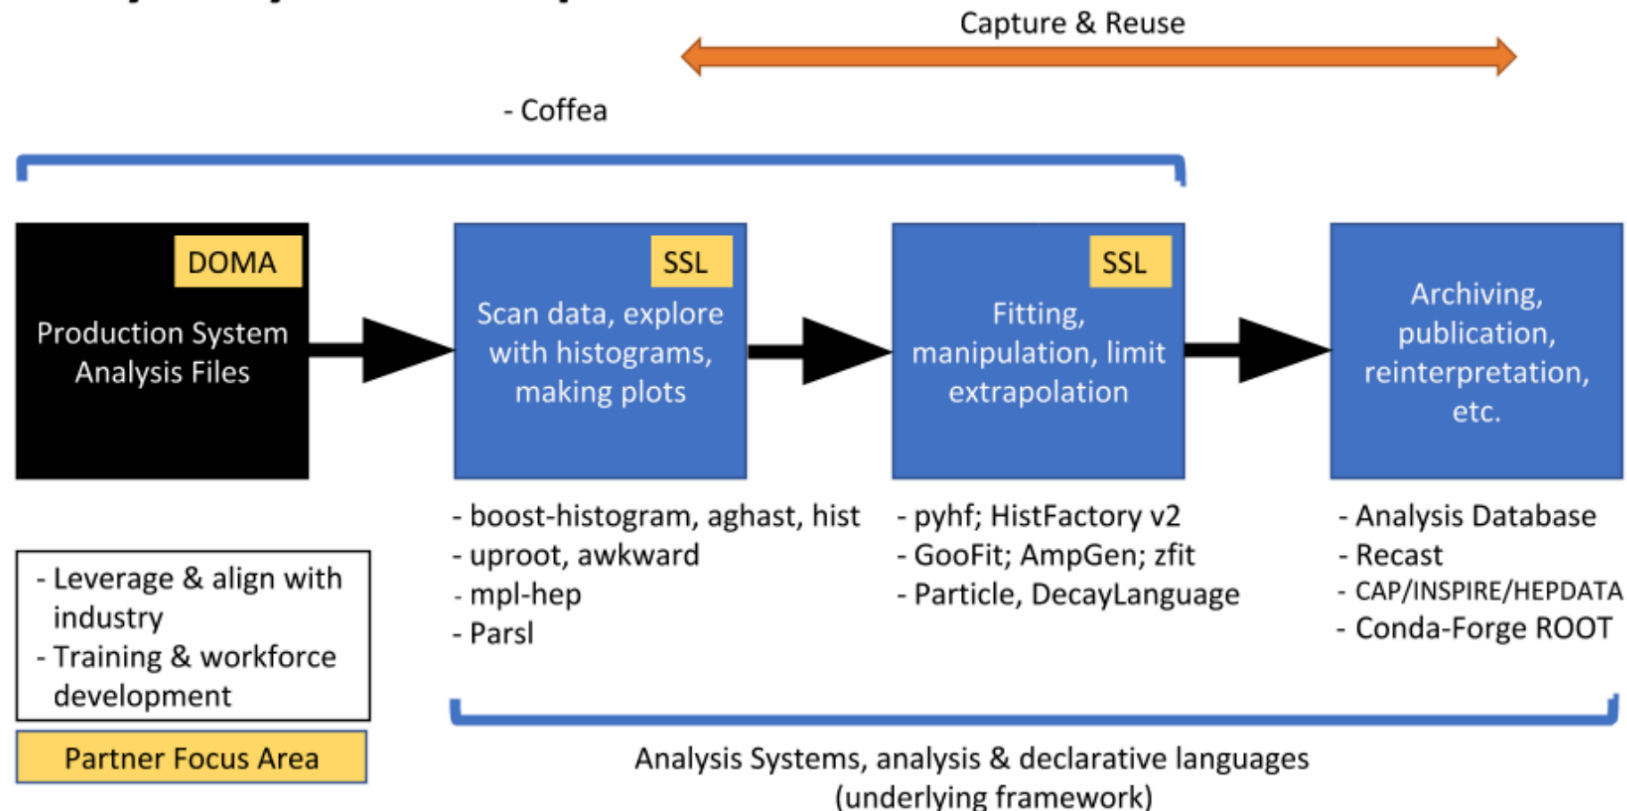 Capture & Reuse
- Coffea
DOMA
Production System
Analysis Files
SSL
Scan data, explore
with histograms,
making plots
SSL
Fitting,
manipulation, limit
extrapolation
Archiving,
publication,
reinterpretation,
etc.
- boost-histogram, aghast, hist
- uproot, awkward
- mpl-hep
- Parsl
- pyhf; HistFactory v2
- GooFit; AmpGen; zfit
- Particle, DecayLanguage
- Analysis Database
- Recast
- CAP/INSPIRE/HEPDATA
- Conda-Forge ROOT
- Leverage & align with
industry
- Training & workforce
development
Partner Focus Area
Analysis Systems, analysis & declarative languages
(underlying framework)